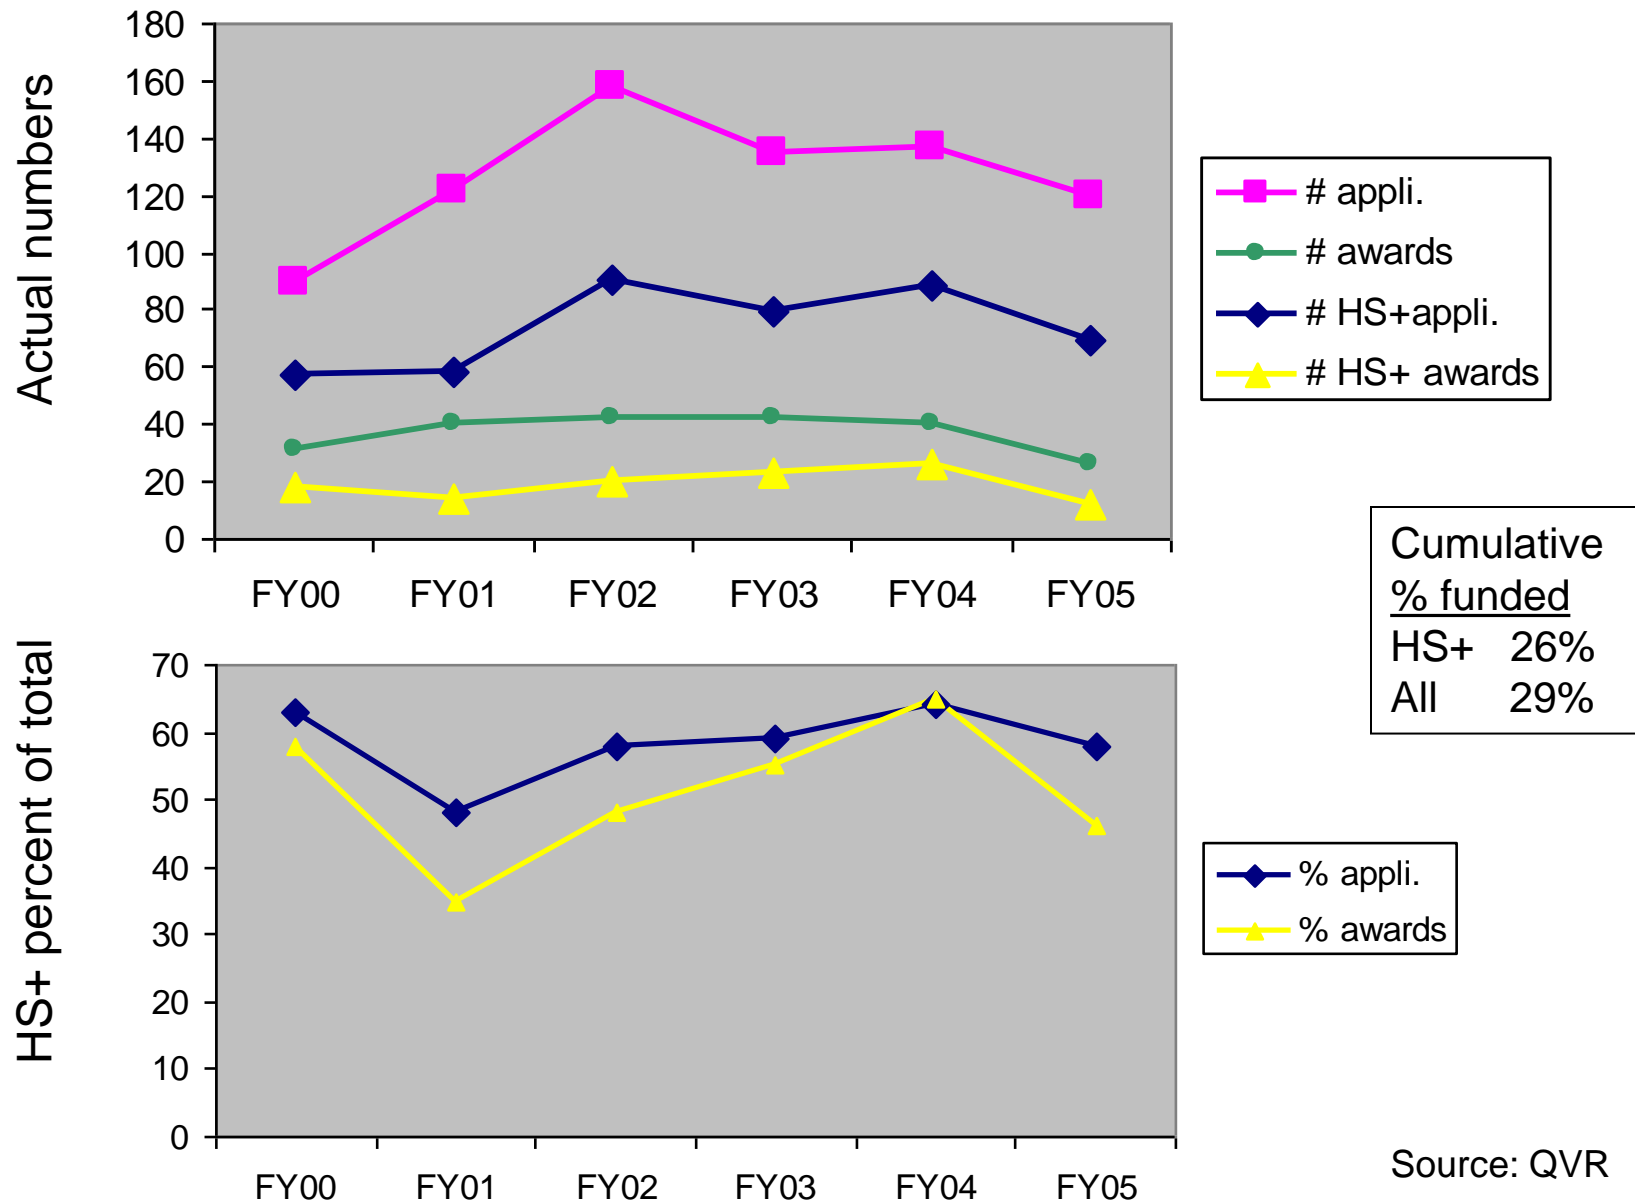 Actual numbers
180
160
140
120
100
80
60
40
20
0
FY00 FY01 FY02 FY03 FY04 FY05
# appli.
# awards
# HS+appli.
# HS+ awards
Cumulative
% funded
HS+ 26%
All 29%
HS+ percent of total
70
60
50
40
30
20
10
0
FY00 FY01 FY02 FY03 FY04 FY05
% appli.
% awards
Source: QVR